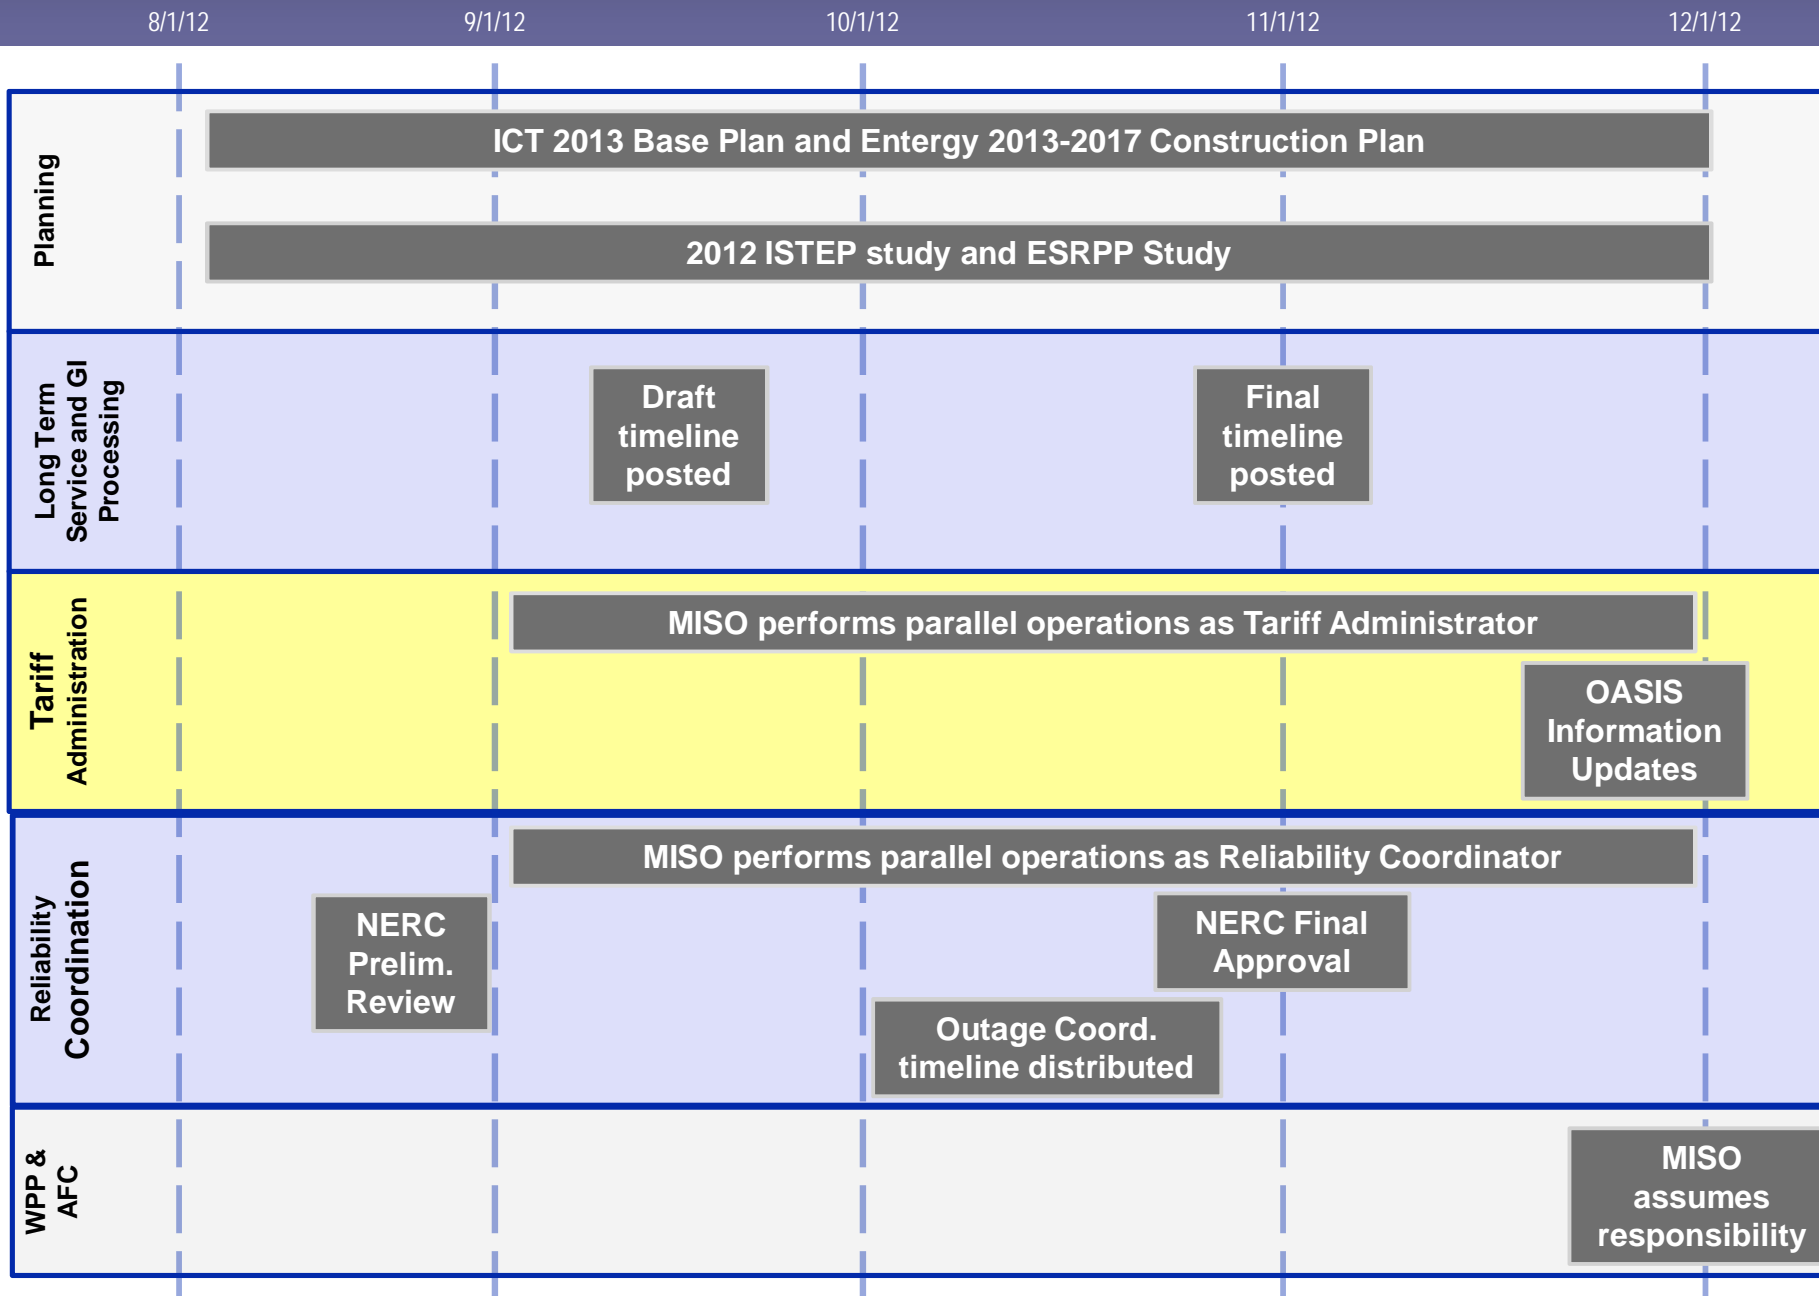 8/1/12 9/1/12 10/1/12 11/1/12 12/1/12
Planning
ICT 2013 Base Plan and Entergy 2013-2017 Construction Plan
2012 ISTEP study and ESRPP Study
Long Term
Service and GI
Processing
Draft
timeline
posted
Final
timeline
posted
Tariff
Administration
MISO performs parallel operations as Tariff Administrator
OASIS
Information
Updates
Reliability
Coordination
MISO performs parallel operations as Reliability Coordinator
NERC
Prelim.
Review
NERC Final
Approval
Outage Coord.
timeline distributed
WPP &
AFC
MISO
assumes
responsibility